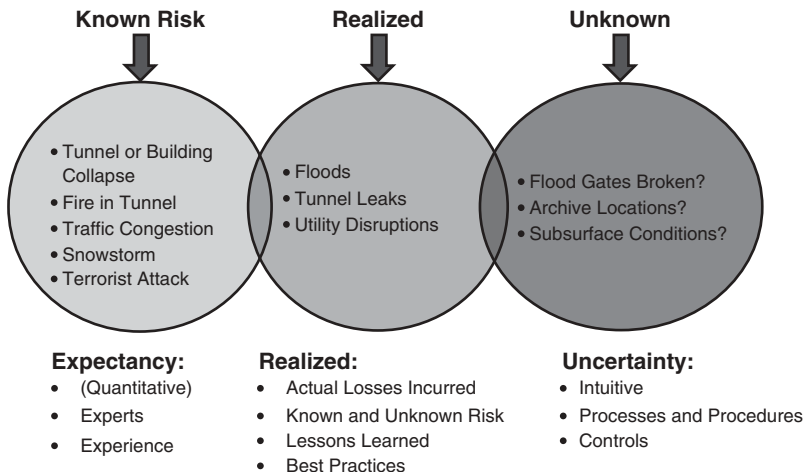 Known Risk
Realized
Unknown
• Tunnel or Building
Collapse
• Fire in Tunnel
• Traffic Congestion
• Snowstorm
• Terrorist Attack
• Floods
• Tunnel Leaks
• Utility Disruptions
• Flood Gates Broken?
• Archive Locations?
• Subsurface Conditions?
Expectancy:
• (Quantitative)
• Experts
• Experience
Realized:
• Actual Losses Incurred
• Known and Unknown Risk
• Lessons Learned
• Best Practices
Uncertainty:
• Intuitive
• Processes and Procedures
• Controls